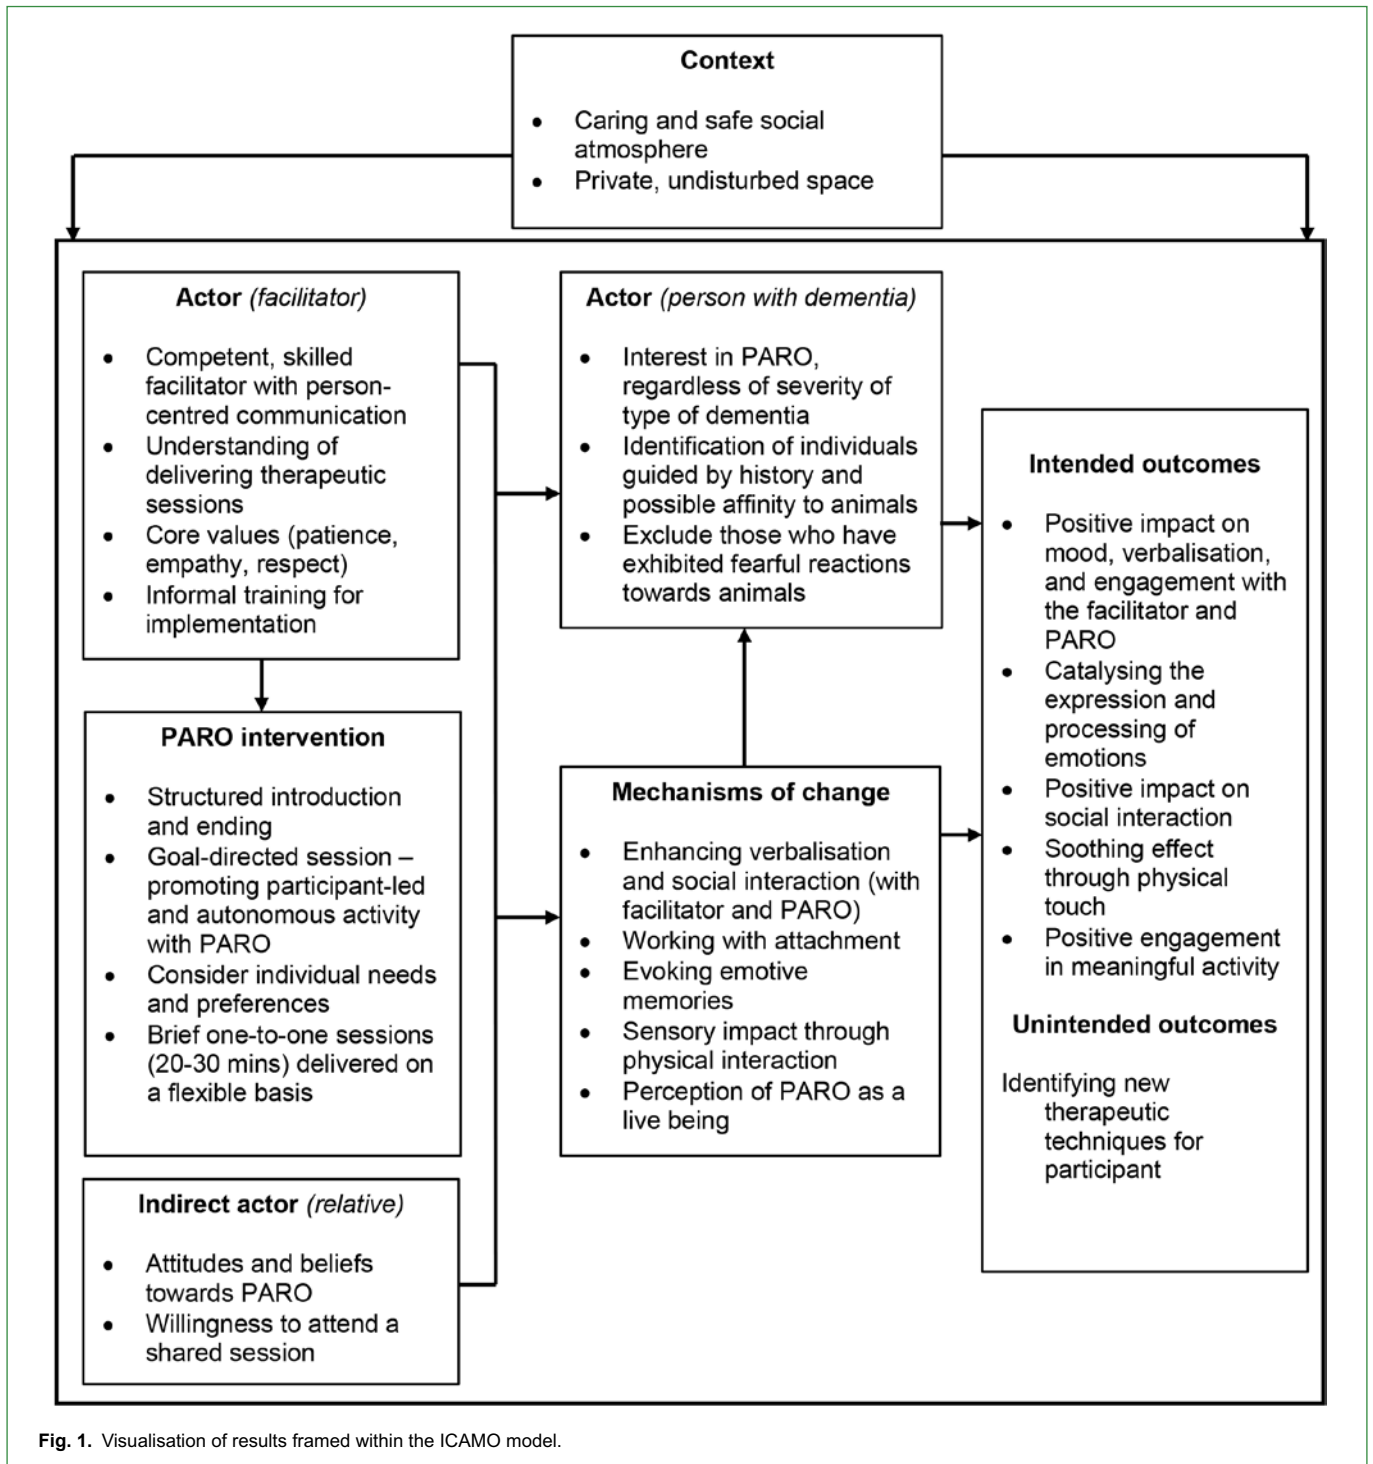 Context
• Caring and safe social
atmosphere
• Private, undisturbed space
Actor (facilitator)
• Competent, skilled
facilitator with person-
centred communication
• Understanding of
delivering therapeutic
sessions
• Core values (patience,
empathy, respect)
• Informal training for
implementation
Actor (person with dementia)
• Interest in PARO,
regardless of severity of
type of dementia
• Identification of individuals
guided by history and
possible affinity to animals
• Exclude those who have
exhibited fearful reactions
towards animals
PARO intervention
• Structured introduction
and ending
• Goal-directed session –
promoting participant-led
and autonomous activity
with PARO
• Consider individual needs
and preferences
• Brief one-to-one sessions
(20-30 mins) delivered on
a flexible basis
Mechanisms of change
• Enhancing verbalisation
and social interaction (with
facilitator and PARO)
• Working with attachment
• Evoking emotive
memories
• Sensory impact through
physical interaction
• Perception of PARO as a
live being
Indirect actor (relative)
• Attitudes and beliefs
towards PARO
• Willingness to attend a
shared session
Intended outcomes
• Positive impact on
mood, verbalisation,
and engagement with
the facilitator and
PARO
• Catalysing the
expression and
processing of
emotions
• Positive impact on
social interaction
• Soothing effect
through physical
touch
• Positive engagement
in meaningful activity
Unintended outcomes
Identifying new
therapeutic
techniques for
participant
Fig. 1. Visualisation of results framed within the ICAMO model.